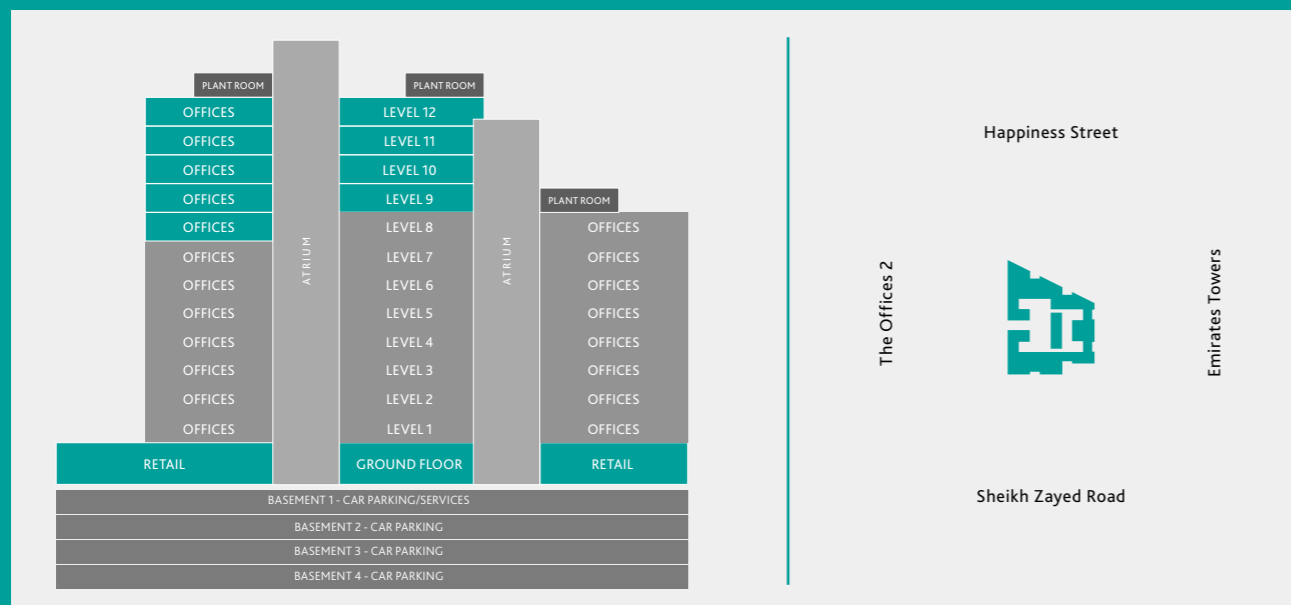 PLANT ROOM
PLANT ROOM
OFFICES
LEVEL 12
OFFICES
LEVEL 11
OFFICES
LEVEL 10
OFFICES
LEVEL 9
PLANT ROOM
OFFICES
LEVEL 8
OFFICES
OFFICES
LEVEL 7
OFFICES
OFFICES
LEVEL 6
OFFICES
OFFICES
LEVEL 5
OFFICES
OFFICES
LEVEL 4
OFFICES
OFFICES
LEVEL 3
OFFICES
OFFICES
LEVEL 2
OFFICES
OFFICES
LEVEL 1
OFFICES
ATRIUM
ATRIUM
RETAIL
GROUND FLOOR
RETAIL
BASEMENT 1 - CAR PARKING/SERVICES
BASEMENT 2 - CAR PARKING
BASEMENT 3 - CAR PARKING
BASEMENT 4 - CAR PARKING
Happiness Street
The Offices 2
Emirates Towers
Sheikh Zayed Road